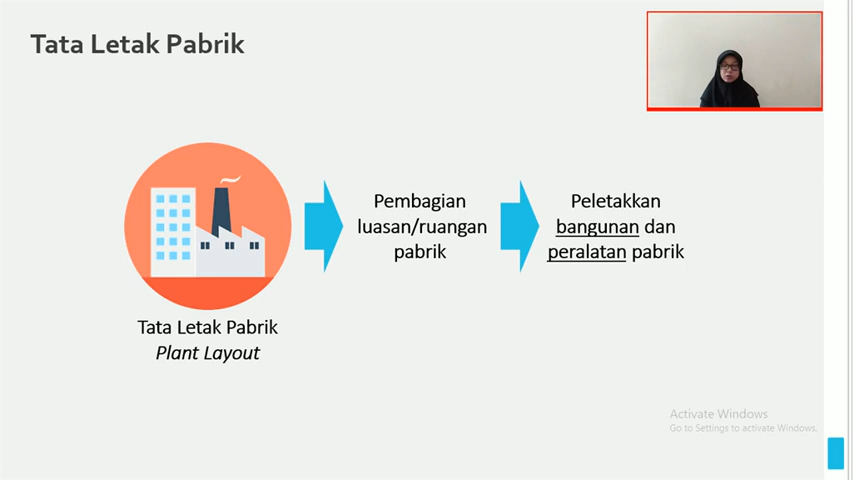 Tata Letak Pabrik
Pembagian
luasan/ruangan
pabrik
Peletakkan
bangunan dan
peralatan pabrik
Tata Letak Pabrik
Plant Layout
Activate Windows
Go to Settings to activate Windows.